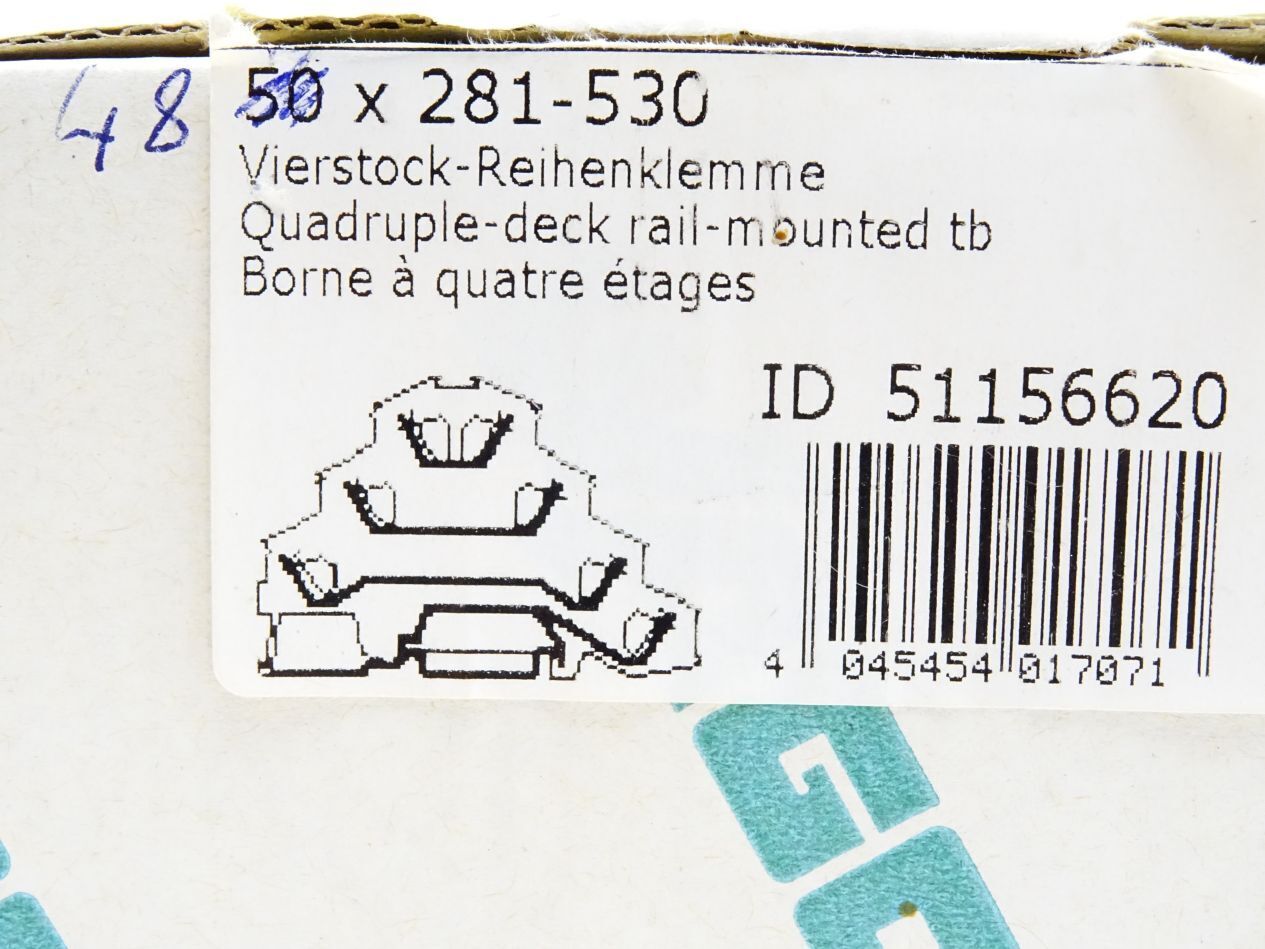 48 50 x 281-530
Vierstock-Reihenklemme
Quadruple-deck rail-mounted tb
Borne à quatre étages
ID 51156620
4 045454 017071